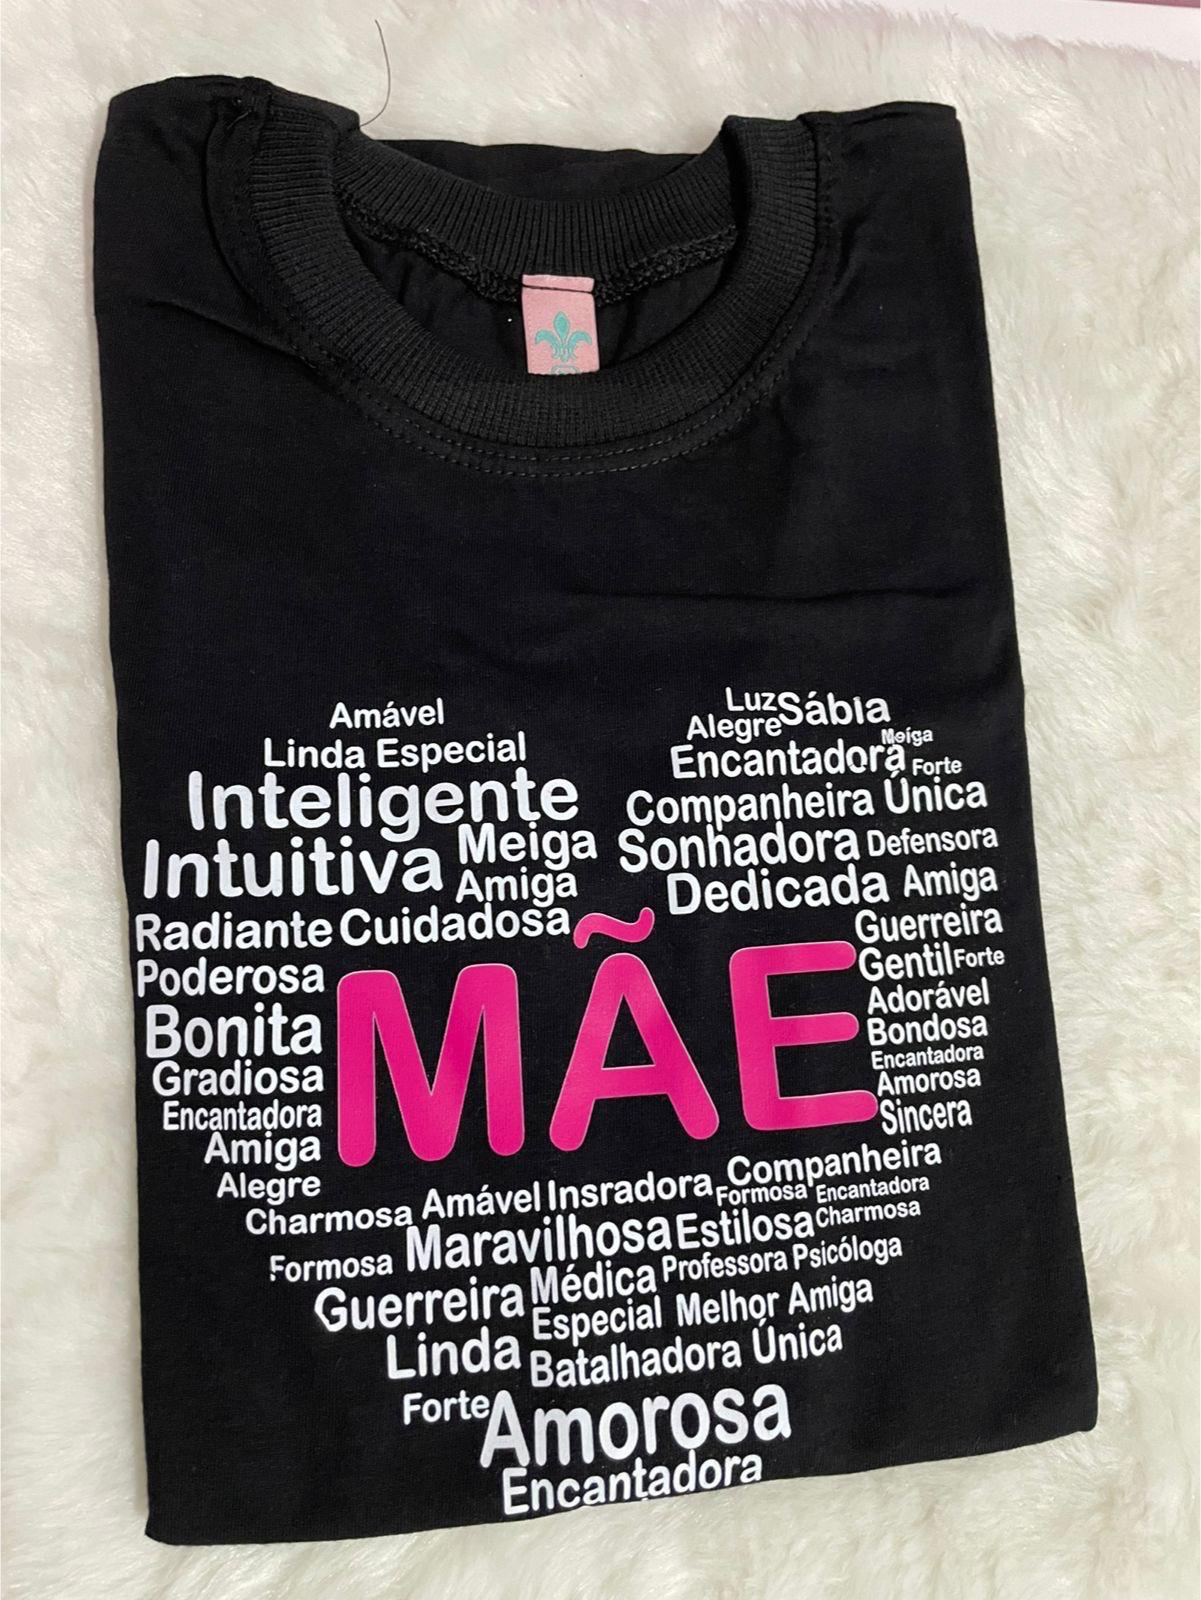 Amável
Linda Especial
Inteligente
Intuitiva Meiga
Amiga
Radiante Cuidadosa
Poderosa
Bonita
Gradiosa
Encantadora
Amiga
Alegre
Luz Sábia
Alegre Meiga
Encantadora Forte
Companheira Única
Sonhadora Defensora
Dedicada Amiga
Guerreira
Gentil Forte
Adorável
Bondosa
Encantadora
Amorosa
Sincera
MÃE
Charmosa Amável Insradora Companheira
Formosa Encantadora
Formosa Maravilhosa Estilosa Charmosa
Guerreira Médica Professora Psicóloga
Especial Melhor Amiga
Linda Batalhadora Única
Forte Amorosa
Encantadora